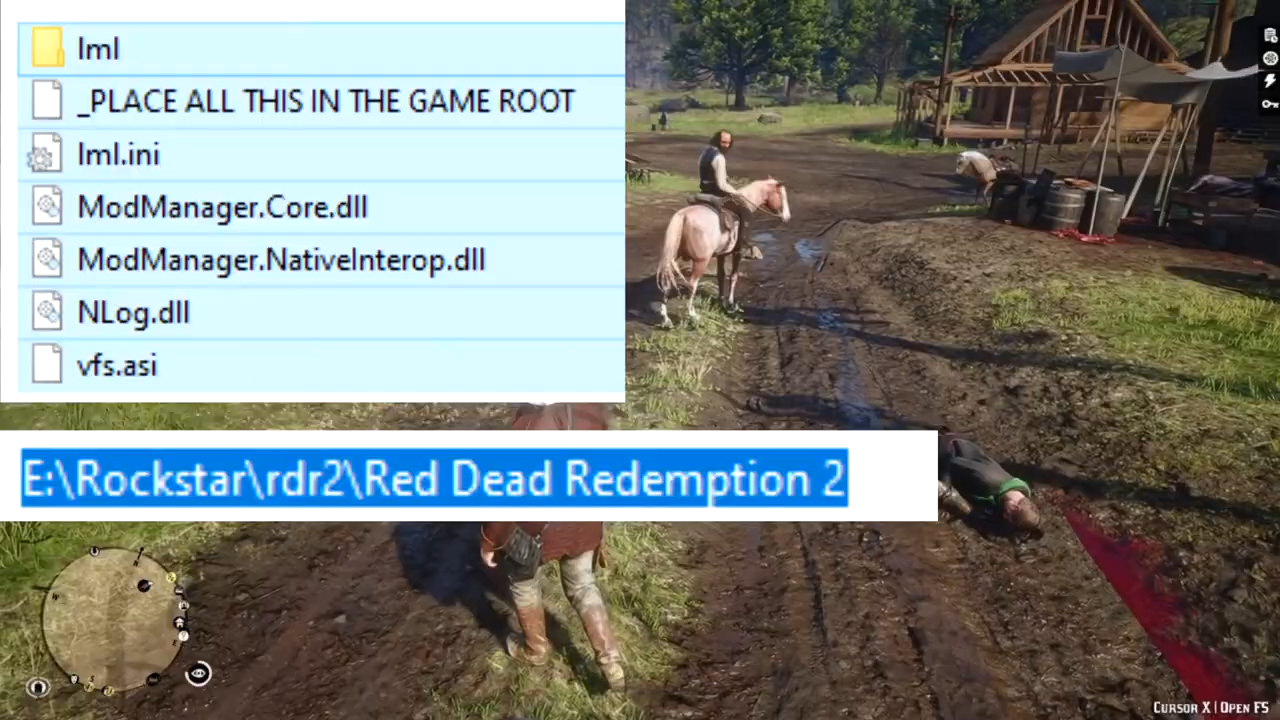 lml
_PLACE ALL THIS IN THE GAME ROOT
lml.ini
ModManager.Core.dll
ModManager.NativeInterop.dll
NLog.dll
vfs.asi
E:\Rockstar\rdr2\Red Dead Redemption 2
CURSOR X | OPEN F5